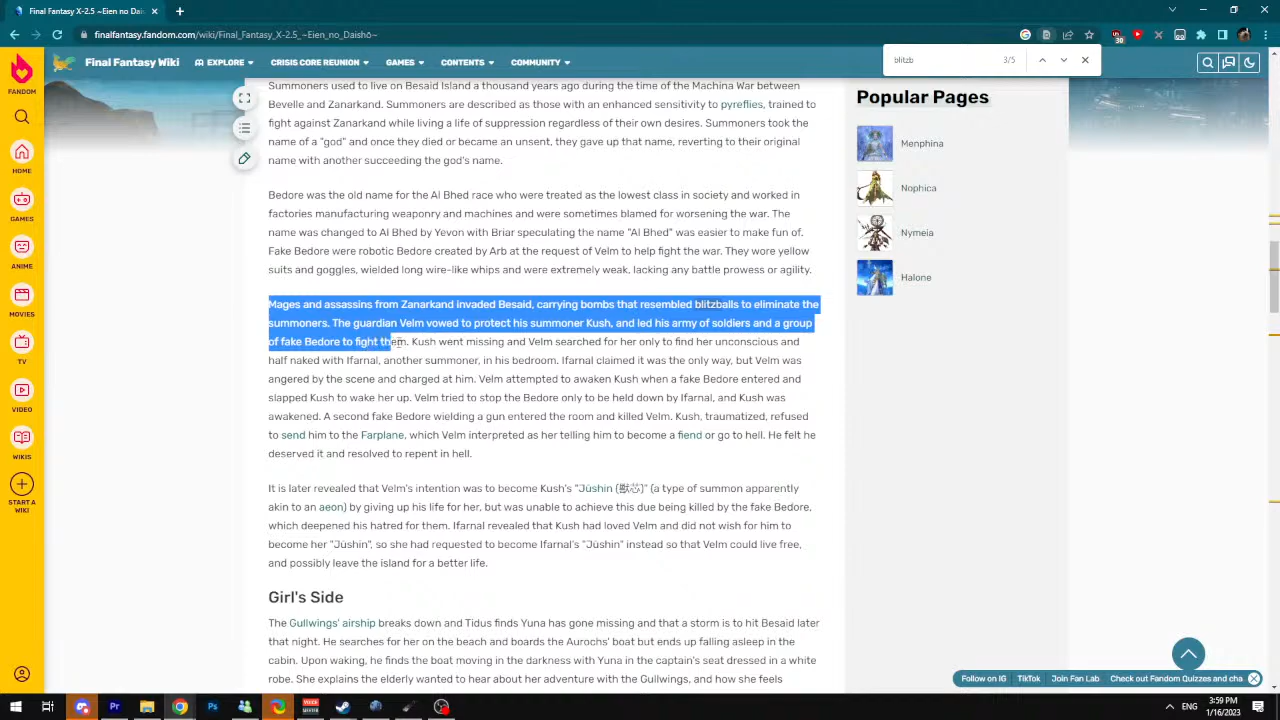 Final Fantasy X-2.5 ~Eien no Dais
finalfantasy.fandom.com/wiki/Final_Fantasy_X-2.5_~Eien_no_Daishō~
30
FANDOM
HOME
GAMES
ANIME
MOVIES
TV
VIDEO
WIKIS
START A
WIKI
Final Fantasy Wiki
EXPLORE
CRISIS CORE REUNION
GAMES
CONTENTS
COMMUNITY
blitzb
3/5
Summoners used to live on Besaid Island a thousand years ago during the time of the Machina War between
Bevelle and Zanarkand. Summoners are described as those with an enhanced sensitivity to pyreflies, trained to
fight against Zanarkand while living a life of suppression regardless of their own desires. Summoners took the
name of a "god" and once they died or became an unsent, they gave up that name, reverting to their original
name with another succeeding the god's name.
Bedore was the old name for the Al Bhed race who were treated as the lowest class in society and worked in
factories manufacturing weaponry and machines and were sometimes blamed for worsening the war. The
name was changed to Al Bhed by Yevon with Briar speculating the name "Al Bhed" was easier to make fun of.
Fake Bedore were robotic Bedore created by Arb at the request of Velm to help fight the war. They wore yellow
suits and goggles, wielded long wire-like whips and were extremely weak, lacking any battle prowess or agility.
Mages and assassins from Zanarkand invaded Besaid, carrying bombs that resembled blitzballs to eliminate the
summoners. The guardian Velm vowed to protect his summoner Kush, and led his army of soldiers and a group
of fake Bedore to fight them. Kush went missing and Velm searched for her only to find her unconscious and
half naked with Ifarnal, another summoner, in his bedroom. Ifarnal claimed it was the only way, but Velm was
angered by the scene and charged at him. Velm attempted to awaken Kush when a fake Bedore entered and
slapped Kush to wake her up. Velm tried to stop the Bedore only to be held down by Ifarnal, and Kush was
awakened. A second fake Bedore wielding a gun entered the room and killed Velm. Kush, traumatized, refused
to send him to the Farplane, which Velm interpreted as her telling him to become a fiend or go to hell. He felt he
deserved it and resolved to repent in hell.
It is later revealed that Velm's intention was to become Kush's "Jūshin (獣芯)" (a type of summon apparently
akin to an aeon) by giving up his life for her, but was unable to achieve this due being killed by the fake Bedore,
which deepened his hatred for them. Ifarnal revealed that Kush had loved Velm and did not wish for him to
become her "Jūshin", so she had requested to become Ifarnal's "Jūshin" instead so that Velm could live free,
and possibly leave the island for a better life.
Girl's Side
The Gullwings' airship breaks down and Tidus finds Yuna has gone missing and that a storm is to hit Besaid later
that night. He searches for her on the beach and boards the Aurochs' boat but ends up falling asleep in the
cabin. Upon waking, he finds the boat moving in the darkness with Yuna in the captain's seat dressed in a white
robe. She explains the elderly wanted to hear about her adventure with the Gullwings, and how she feels
Popular Pages
Menphina
Nophica
Nymeia
Halone
Follow on IG
TikTok
Join Fan Lab
Check out Fandom Quizzes and cha
Pr
Ps
ENG
3:59 PM
1/16/2023